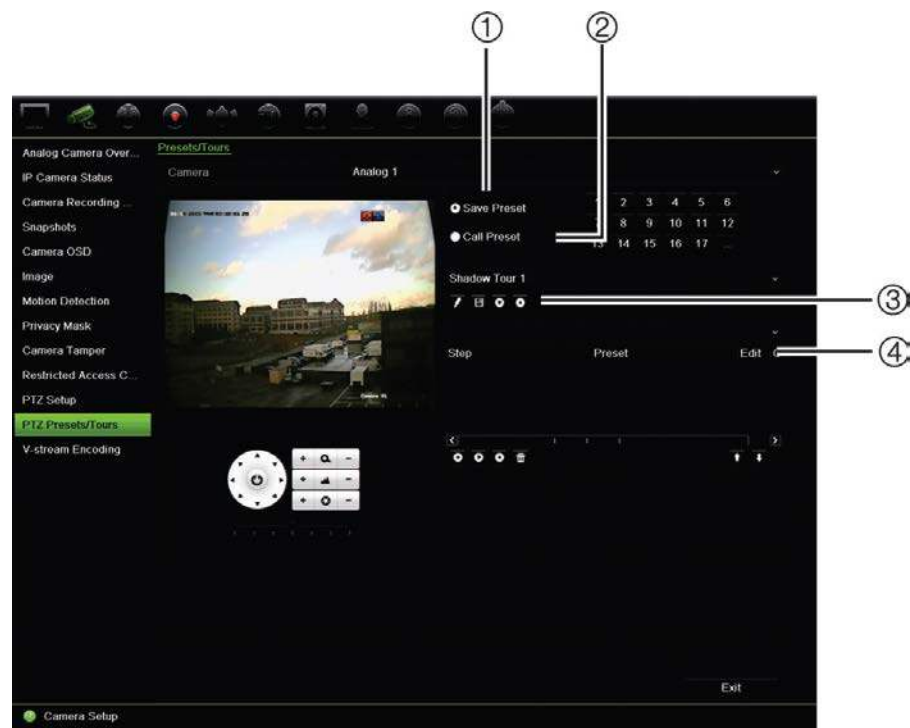 ① ②
Analog Camera Over...
Presets/Tours
IP Camera Status
Camera Analog 1
Camera Recording ...
Save Preset
2 3 4 5 6
Snapshots
8 9 10 11 12
Call Preset
13 14 15 16 17 ...
Camera OSD
Image
Shadow Tour 1
Motion Detection
③
Privacy Mask
Camera Tamper
Step Preset Edit
④
Restricted Access C...
PTZ Setup
PTZ Presets/Tours
V-stream Encoding
+ -
+ -
+ -
Exit
Camera Setup